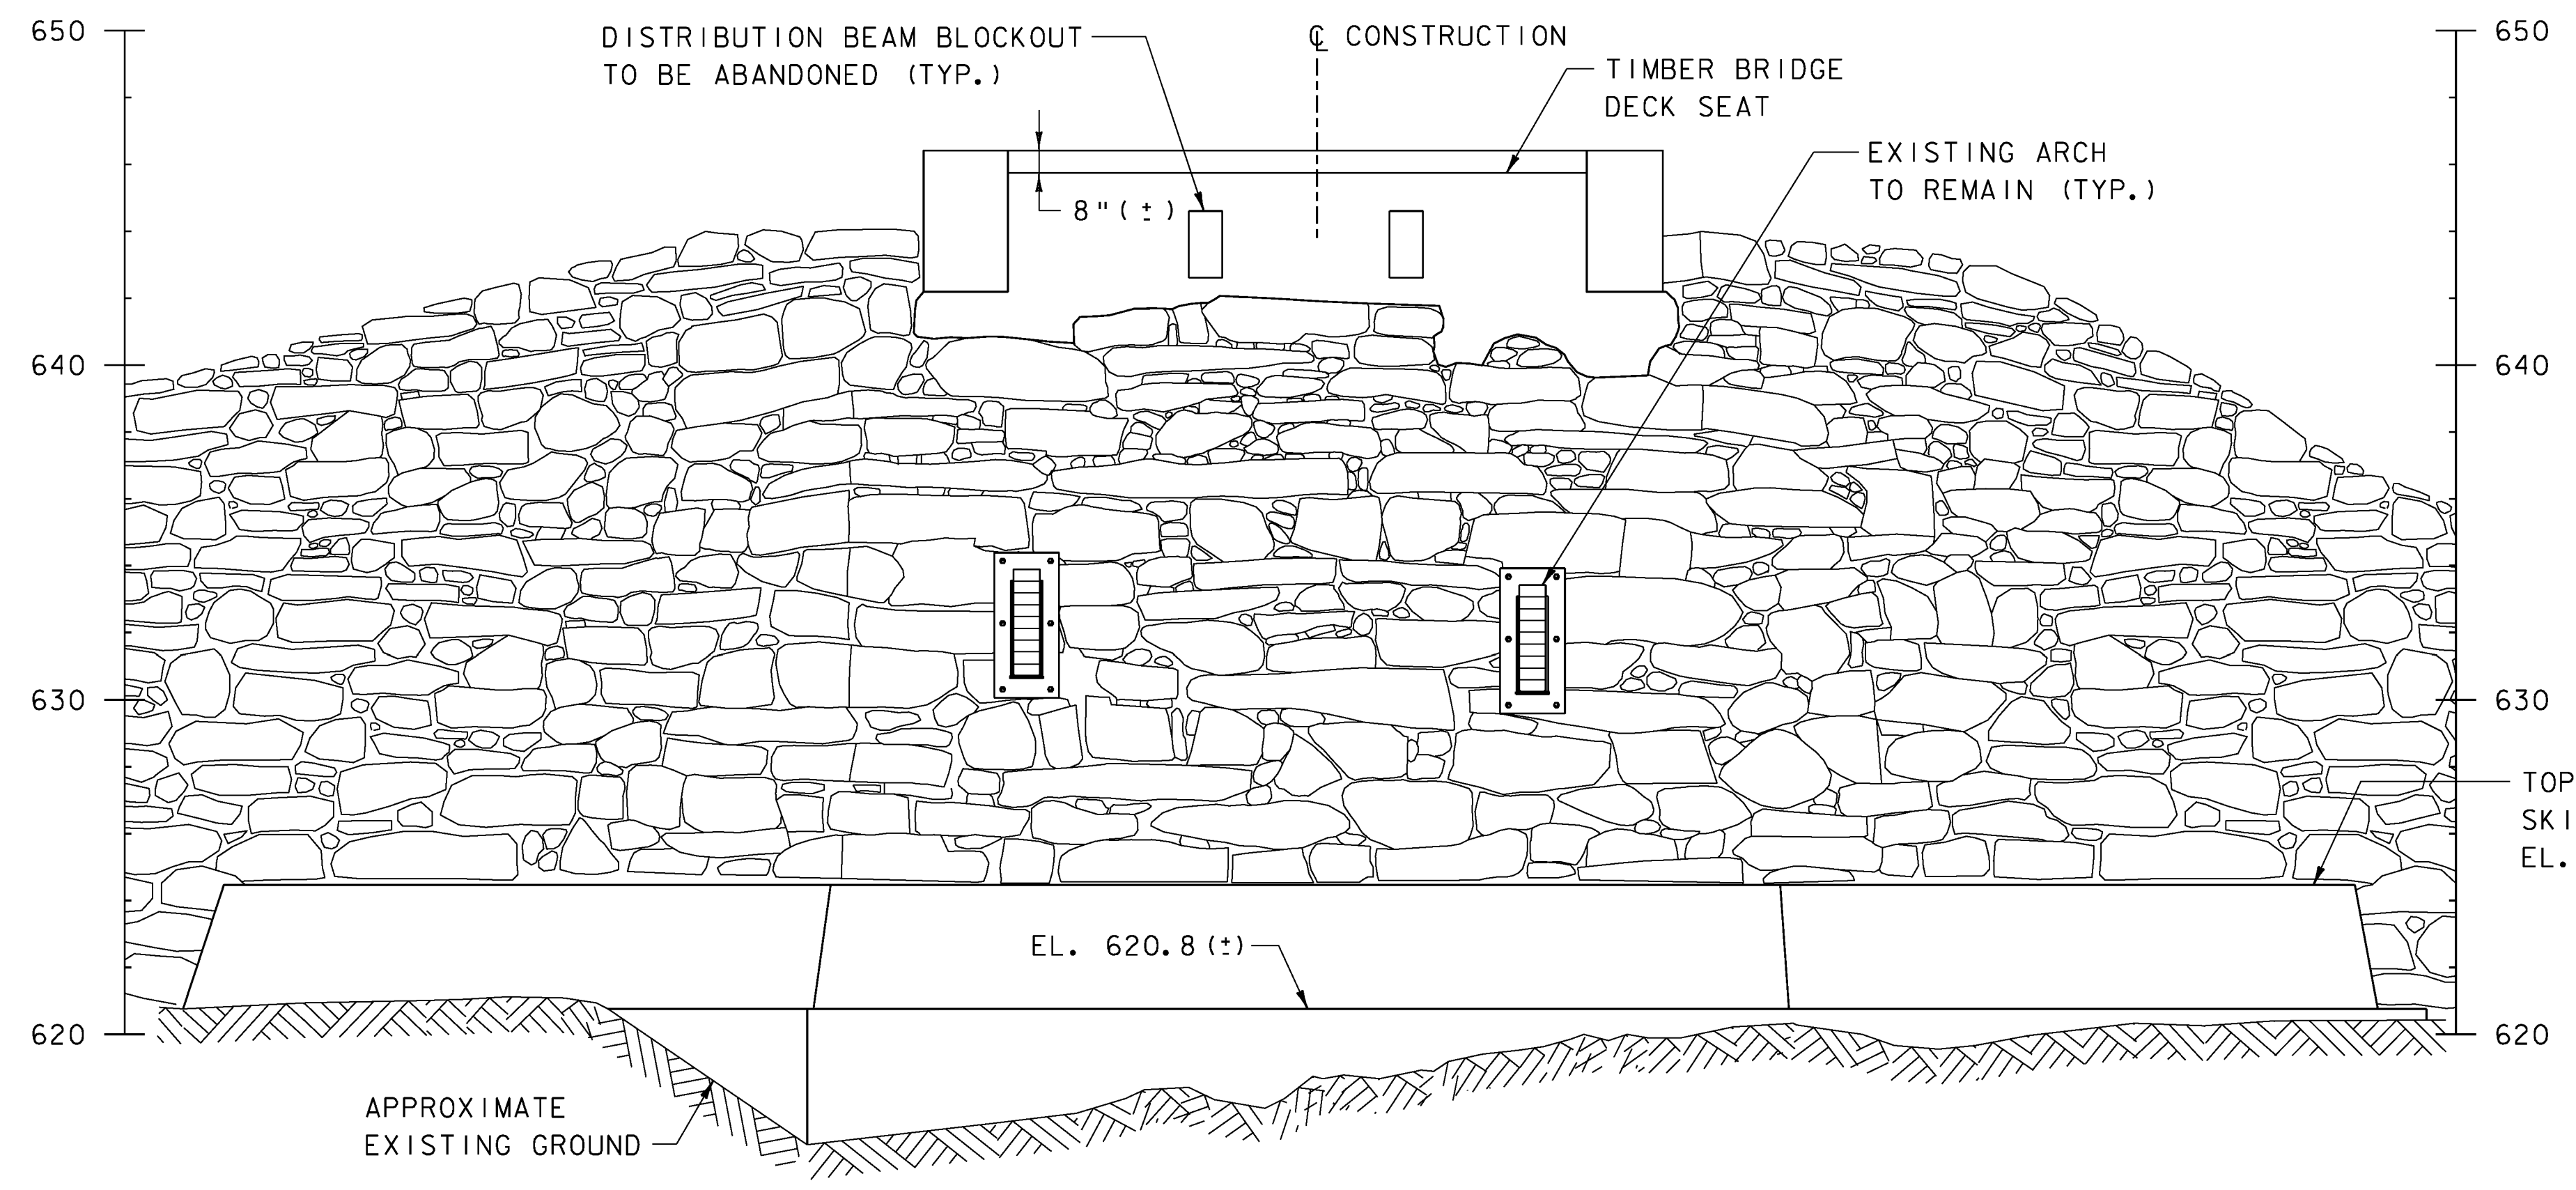 650
DISTRIBUTION BEAM BLOCKOUT
TO BE ABANDONED (TYP.)
℄ CONSTRUCTION
650
TIMBER BRIDGE
DECK SEAT
EXISTING ARCH
TO REMAIN (TYP.)
8"(±)
640
640
630
630
TOP
SKI
EL.
EL. 620.8(±)
620
620
APPROXIMATE
EXISTING GROUND